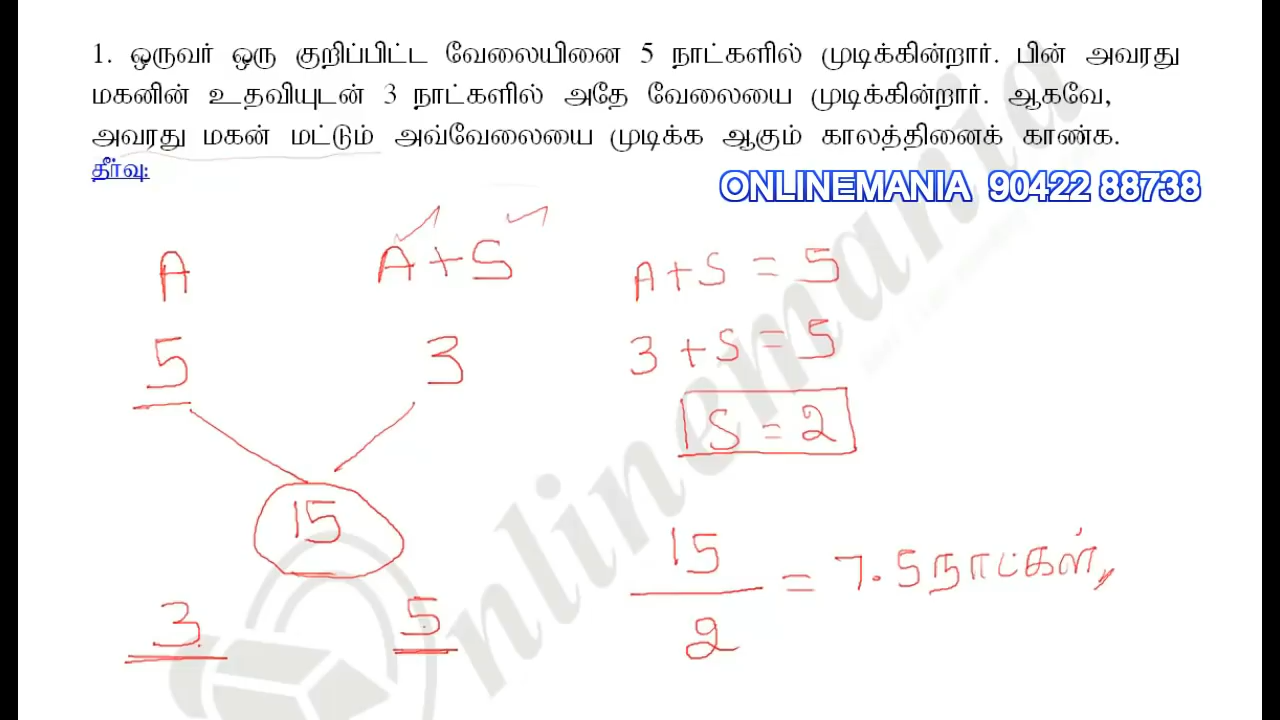 1. ஒருவர் ஒரு குறிப்பிட்ட வேலையினை 5 நாட்களில் முடிக்கின்றார். பின் அவரது
மகனின் உதவியுடன் 3 நாட்களில் அதே வேலையை முடிக்கின்றார். ஆகவே,
அவரது மகன் மட்டும் அவ்வேலையை முடிக்க ஆகும் காலத்தினைக் காண்க.
தீர்வு:
ONLINEMANIA 90422 88738
A A+S A+S = 5
5 3 3+S = 5
S = 2
15
15/2 = 7.5 நாட்கள்,
3 5
Onlinemania